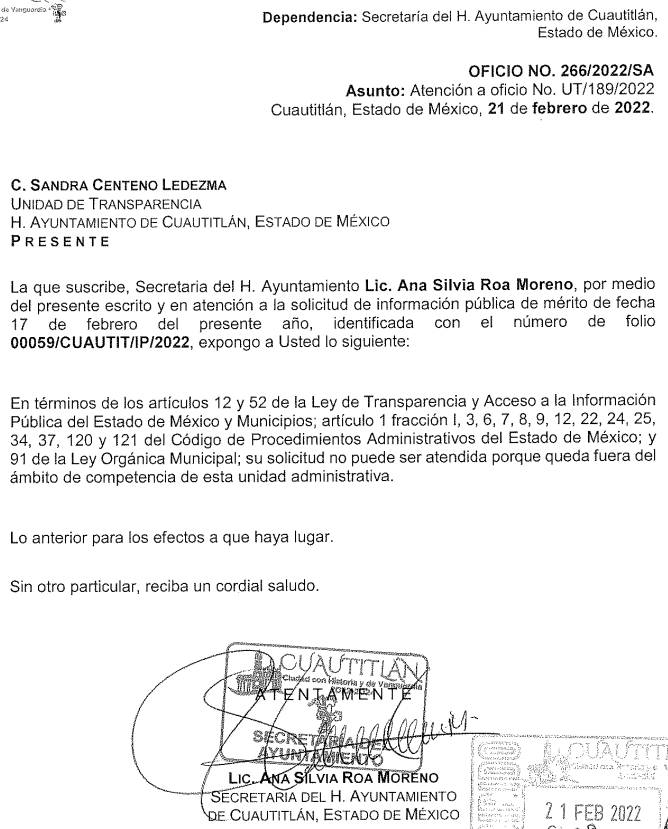 de Vanguardia
24
Dependencia: Secretaría del H. Ayuntamiento de Cuautitlán,
Estado de México.
OFICIO NO. 266/2022/SA
Asunto: Atención a oficio No. UT/189/2022
Cuautitlán, Estado de México, 21 de febrero de 2022.
C. SANDRA CENTENO LEDEZMA
UNIDAD DE TRANSPARENCIA
H. AYUNTAMIENTO DE CUAUTITLÁN, ESTADO DE MÉXICO
P R E S E N T E
La que suscribe, Secretaria del H. Ayuntamiento Lic. Ana Silvia Roa Moreno, por medio
del presente escrito y en atención a la solicitud de información pública de mérito de fecha
17 de febrero del presente año, identificada con el número de folio
00059/CUAUTIT/IP/2022, expongo a Usted lo siguiente:
En términos de los artículos 12 y 52 de la Ley de Transparencia y Acceso a la Información
Pública del Estado de México y Municipios; artículo 1 fracción I, 3, 6, 7, 8, 9, 12, 22, 24, 25,
34, 37, 120 y 121 del Código de Procedimientos Administrativos del Estado de México; y
91 de la Ley Orgánica Municipal; su solicitud no puede ser atendida porque queda fuera del
ámbito de competencia de esta unidad administrativa.
Lo anterior para los efectos a que haya lugar.
Sin otro particular, reciba un cordial saludo.
CUAUTITLÁN
Ciudad con Historia y de Vanguardia
ATENTAMENTE
SECRETARÍA DEL
AYUNTAMIENTO
LIC. ANA SILVIA ROA MORENO
SECRETARIA DEL H. AYUNTAMIENTO
DE CUAUTITLÁN, ESTADO DE MÉXICO
CUAUTIT
21 FEB 2022